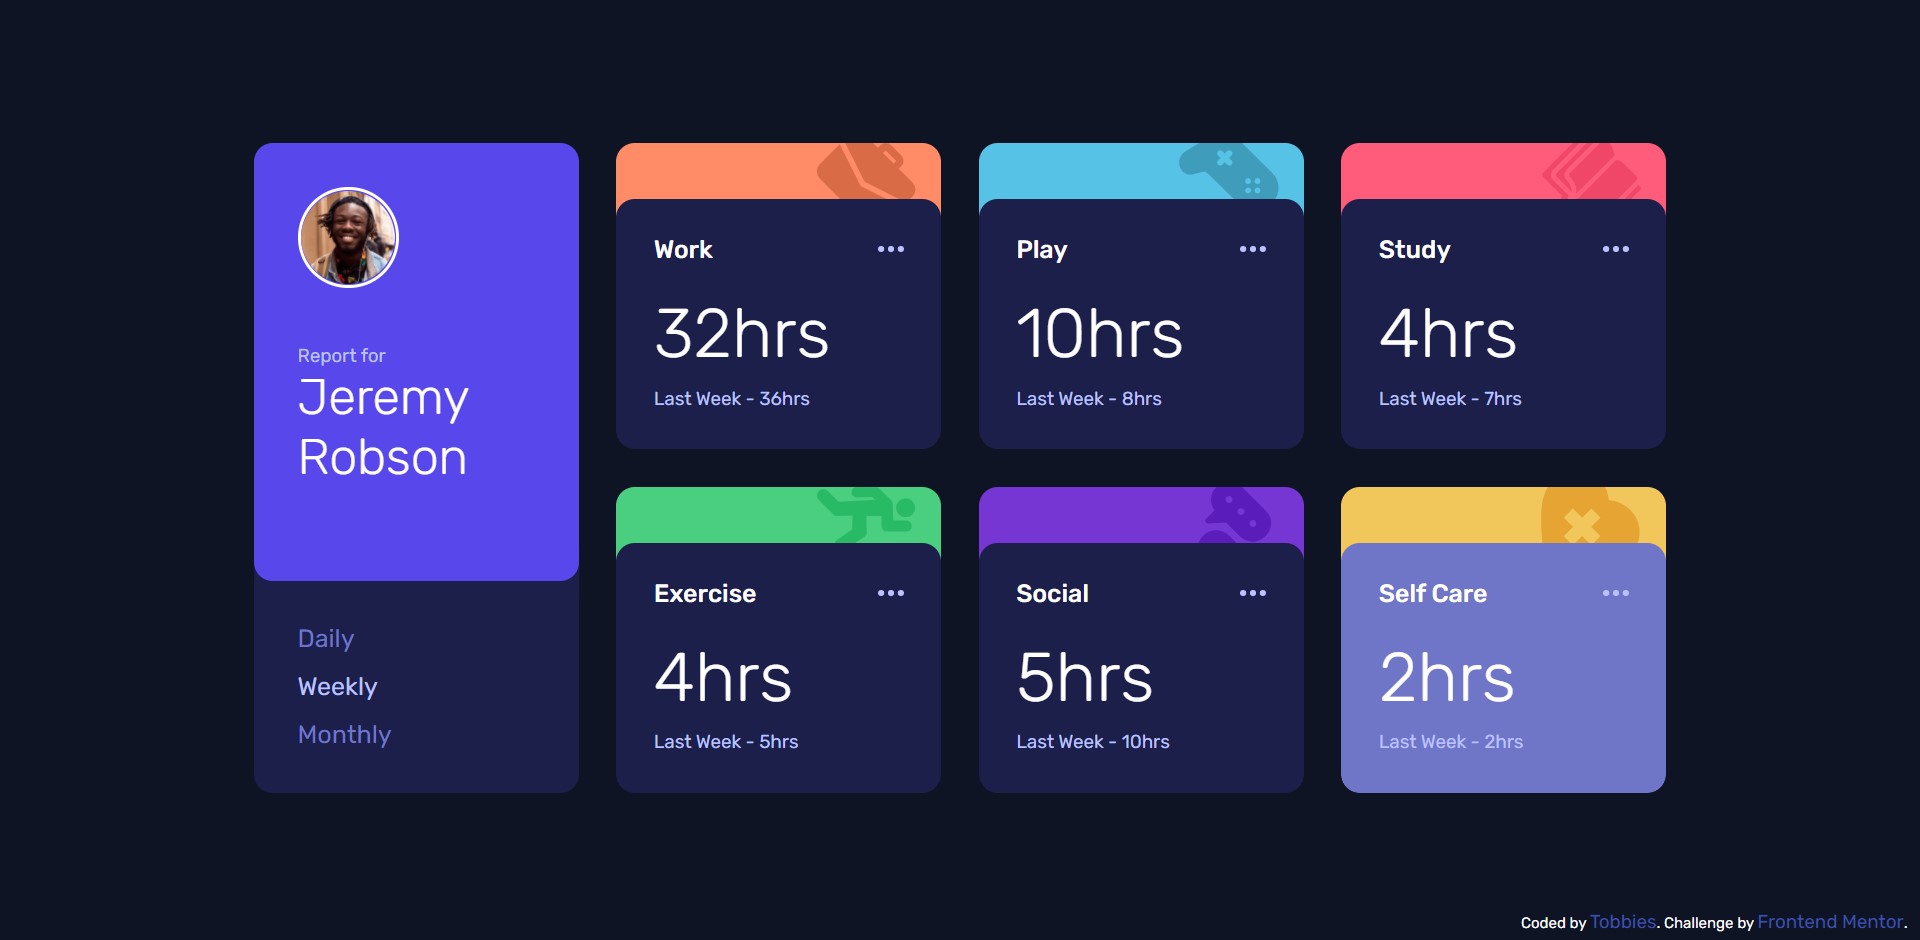 Report for
Jeremy
Robson
Daily
Weekly
Monthly
Work
32hrs
Last Week - 36hrs
Play
10hrs
Last Week - 8hrs
Study
4hrs
Last Week - 7hrs
Exercise
4hrs
Last Week - 5hrs
Social
5hrs
Last Week - 10hrs
Self Care
2hrs
Last Week - 2hrs
Coded by Tobbies. Challenge by Frontend Mentor.